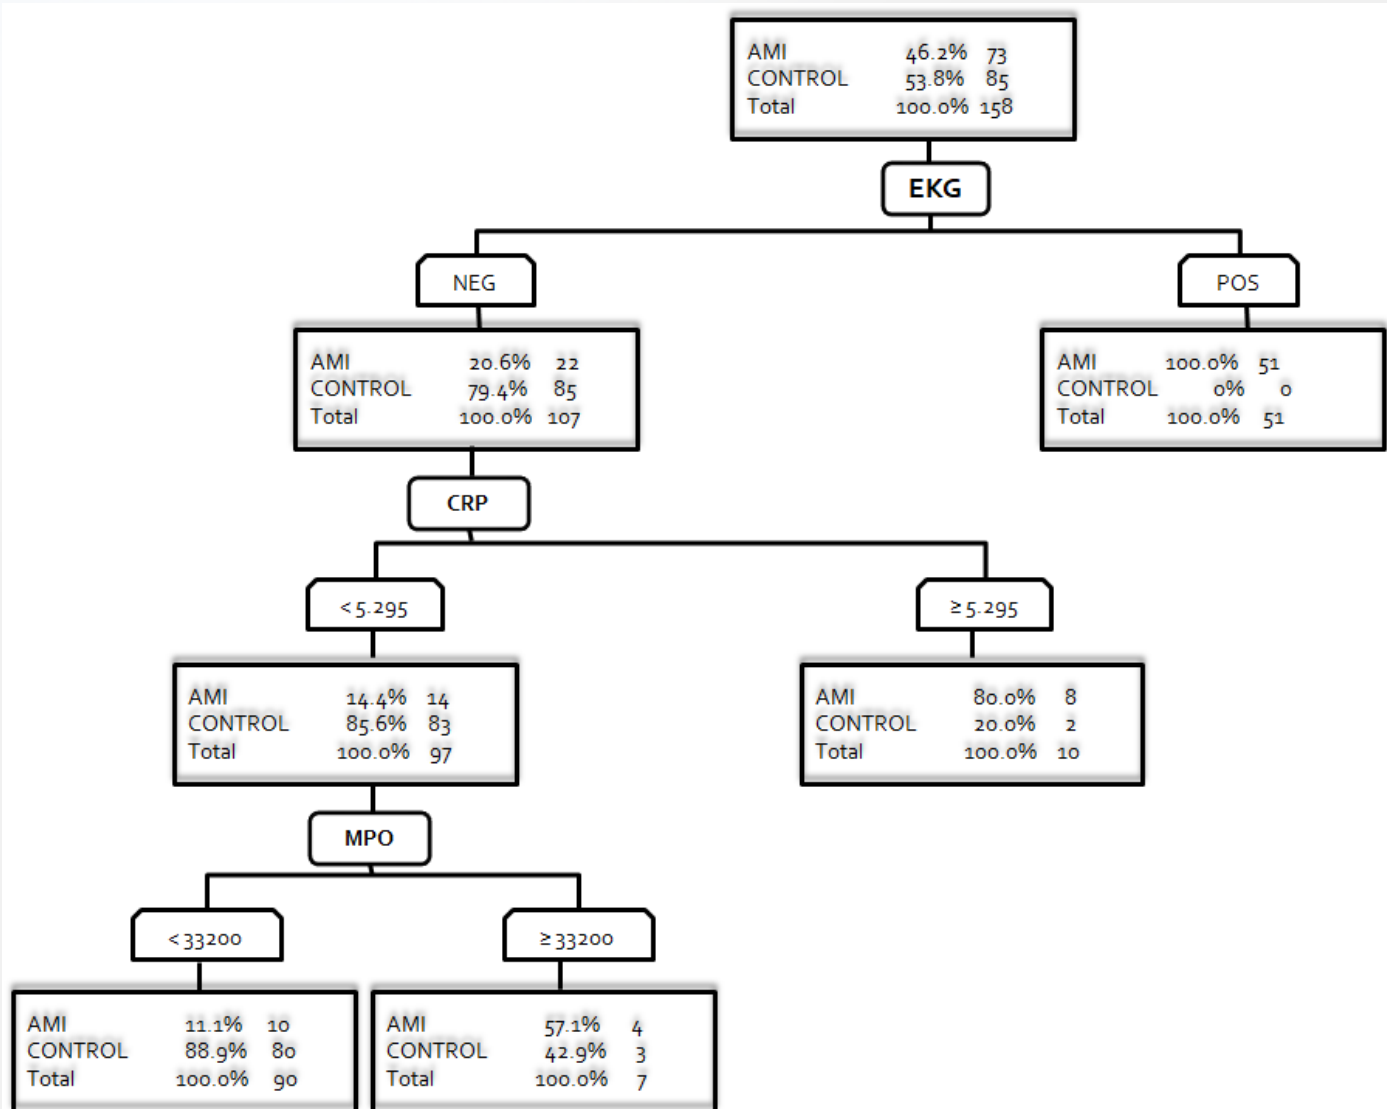 AMI 46.2% 73
CONTROL 53.8% 85
Total 100.0% 158
EKG
NEG
POS
AMI 20.6% 22
CONTROL 79.4% 85
Total 100.0% 107
AMI 100.0% 51
CONTROL 0% 0
Total 100.0% 51
CRP
< 5.295
≥ 5.295
AMI 14.4% 14
CONTROL 85.6% 83
Total 100.0% 97
AMI 80.0% 8
CONTROL 20.0% 2
Total 100.0% 10
MPO
< 33200
≥ 33200
AMI 11.1% 10
CONTROL 88.9% 80
Total 100.0% 90
AMI 57.1% 4
CONTROL 42.9% 3
Total 100.0% 7